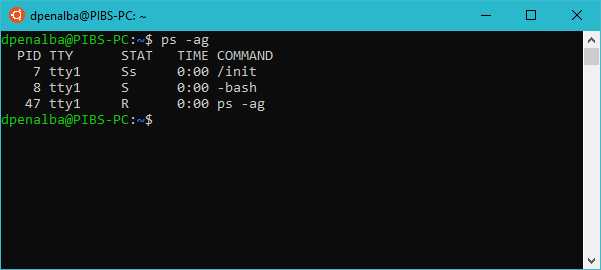 dpenalba@PIBS-PC: ~
dpenalba@PIBS-PC:~$ ps -ag
  PID TTY      STAT   TIME COMMAND
    7 tty1     Ss     0:00 /init
    8 tty1     S      0:00 -bash
   47 tty1     R      0:00 ps -ag
dpenalba@PIBS-PC:~$